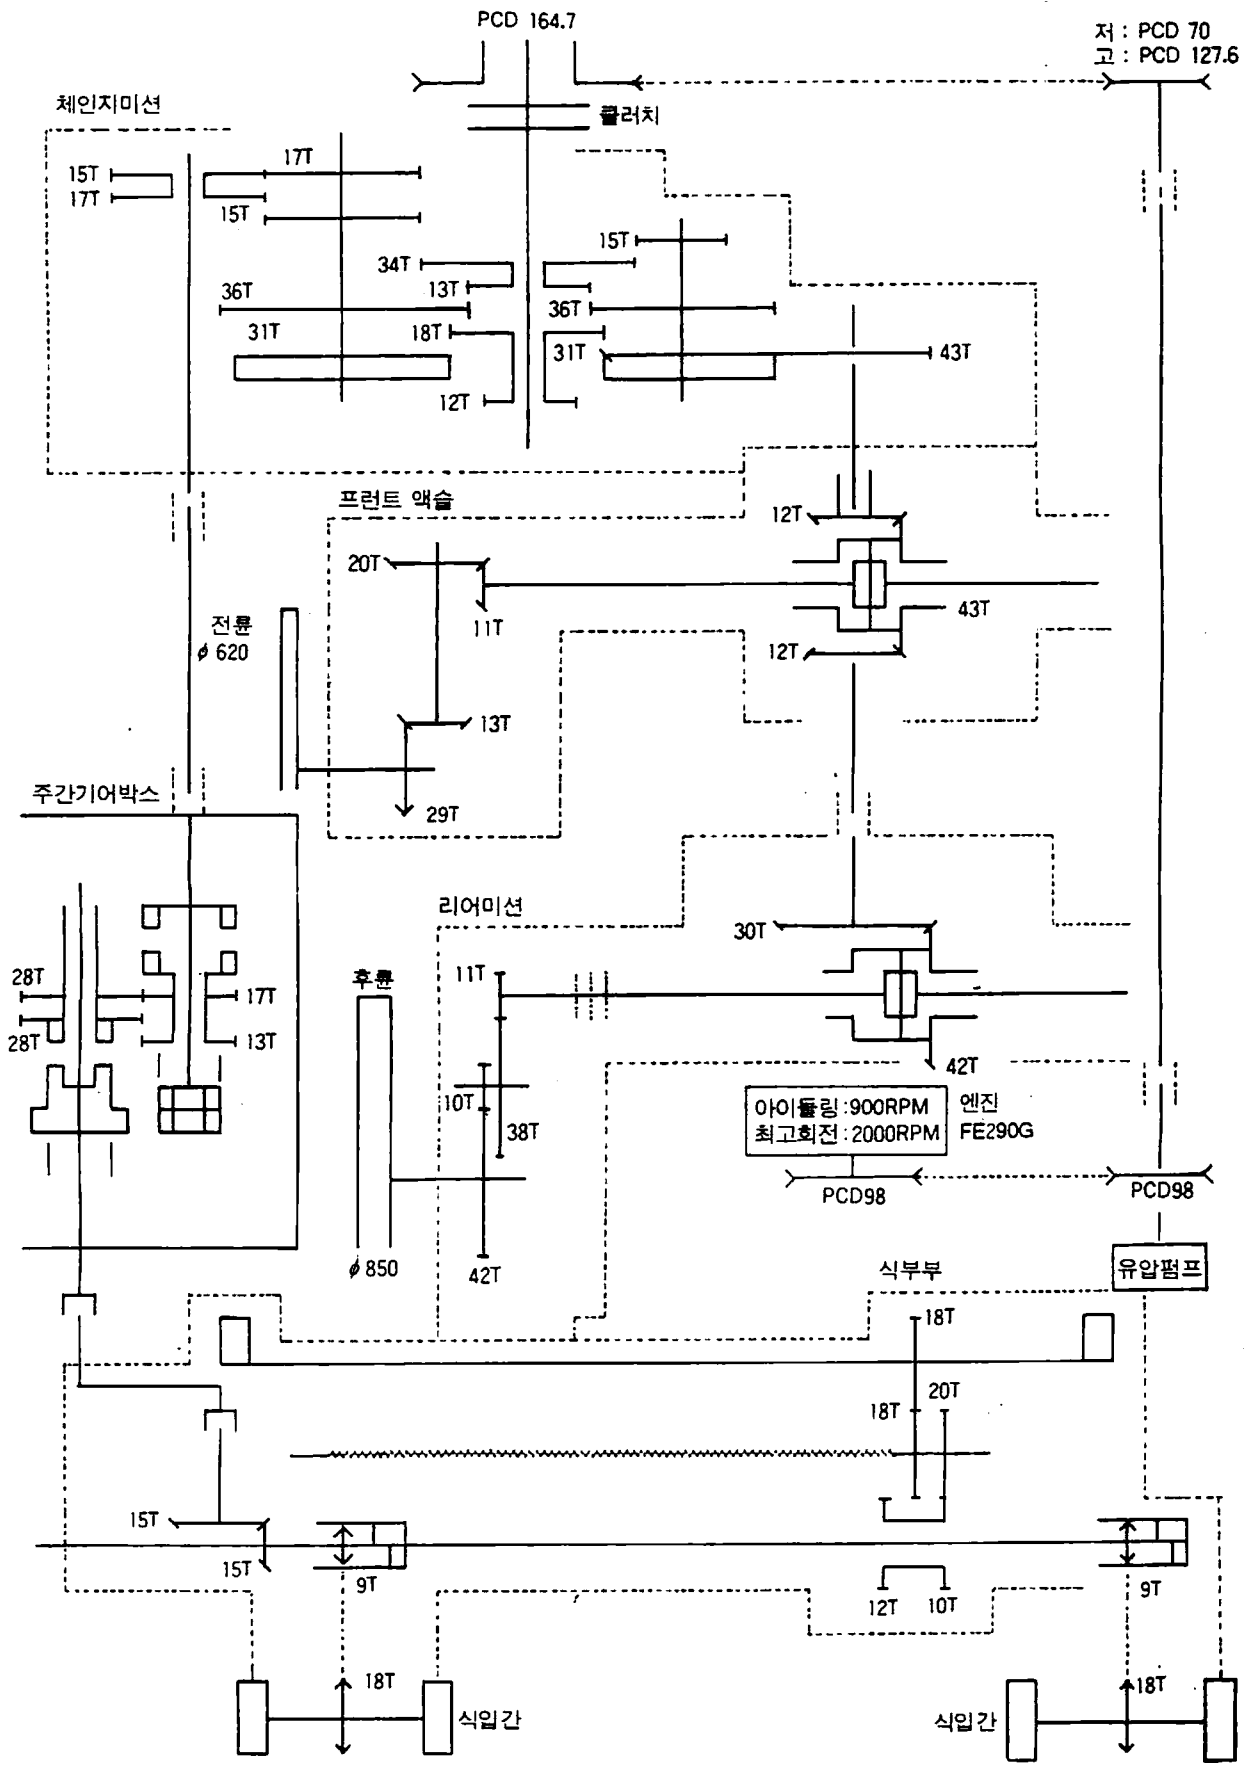 PCD 164.7
저 : PCD 70
고 : PCD 127.6
체인지미션
클러치
17T
15T
17T
15T
15T
34T
13T
36T
36T
31T
18T
31T
43T
12T
프런트 액슬
12T
20T
11T
43T
전륜
ϕ 620
12T
13T
주간기어박스
29T
리어미션
30T
후륜
11T
28T
17T
28T
13T
42T
10T
38T
아이들링 : 900RPM
최고회전 : 2000RPM
엔진
FE290G
PCD98
PCD98
ϕ 850
42T
식부부
유압펌프
18T
20T
18T
15T
15T
9T
12T
10T
9T
18T
식입간
18T
식입간